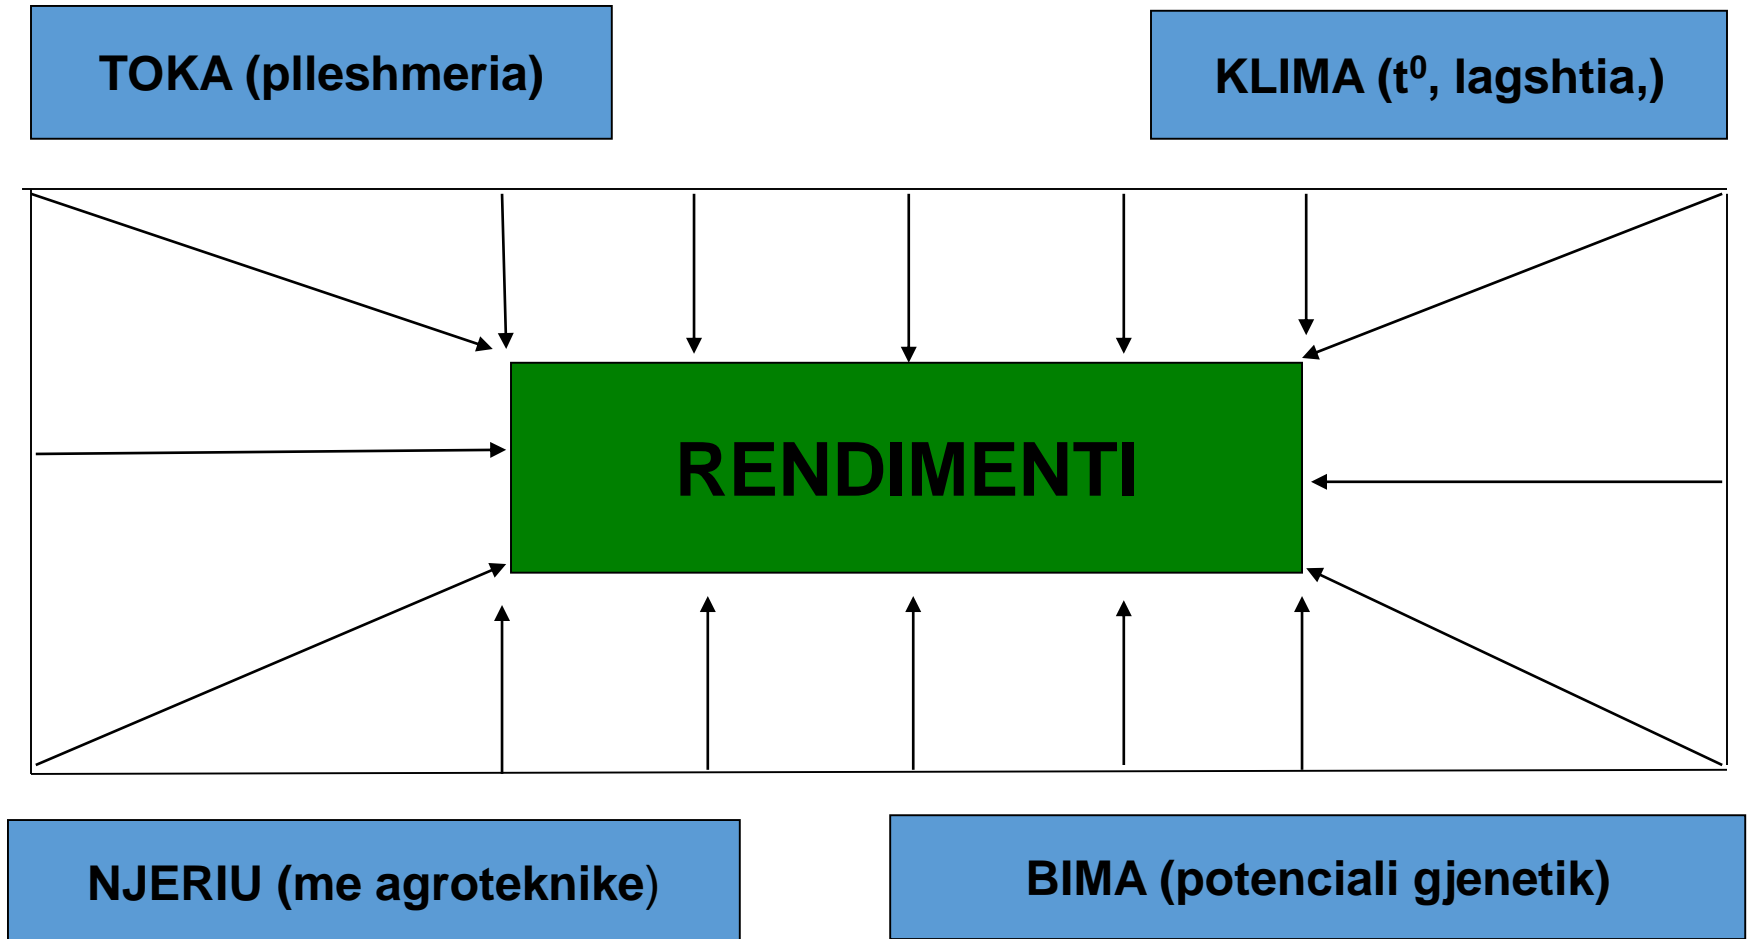 TOKA (plleshmeria)
KLIMA (t⁰, lagshtia,)
RENDIMENTI
NJERIU (me agroteknike)
BIMA (potenciali gjenetik)